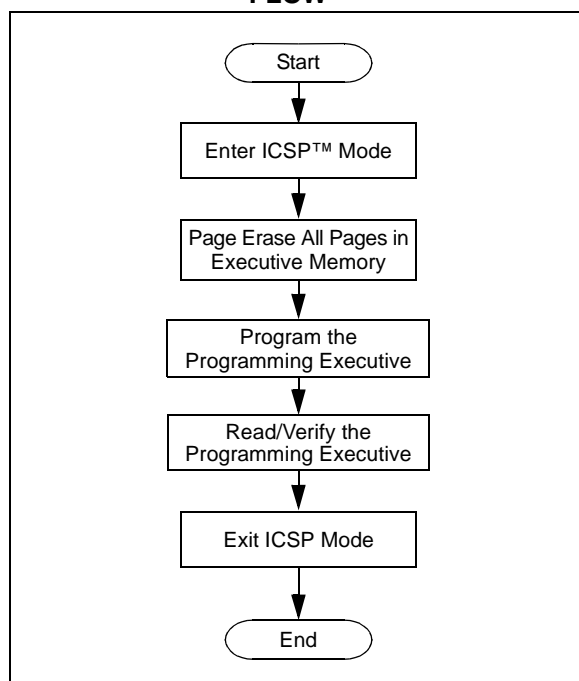 FLOW
Start
Enter ICSP™ Mode
Page Erase All Pages in
Executive Memory
Program the
Programming Executive
Read/Verify the
Programming Executive
Exit ICSP Mode
End